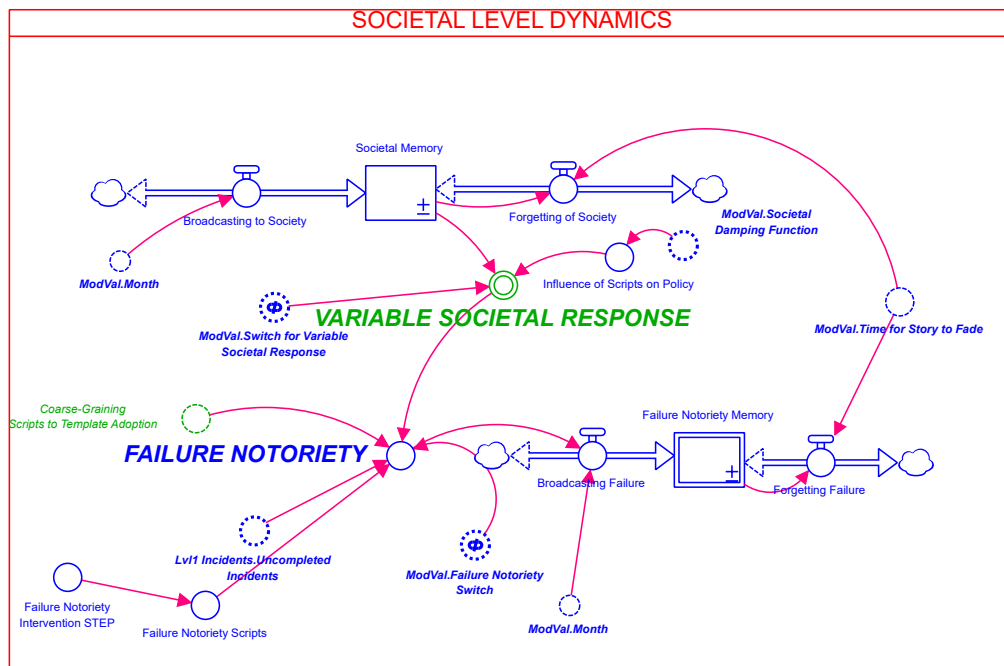 SOCIETAL LEVEL DYNAMICS
Societal Memory
Broadcasting to Society
Forgetting of Society
ModVal.Societal
Damping Function
ModVal.Month
Influence of Scripts on Policy
VARIABLE SOCIETAL RESPONSE
ModVal.Switch for Variable
Societal Response
ModVal.Time for Story to Fade
Coarse-Graining
Scripts to Template Adoption
Failure Notoriety Memory
FAILURE NOTORIETY
Broadcasting Failure
Forgetting Failure
Lvl1 Incidents.Uncompleted
Incidents
ModVal.Failure Notoriety
Switch
Failure Notoriety
Intervention STEP
Failure Notoriety Scripts
ModVal.Month